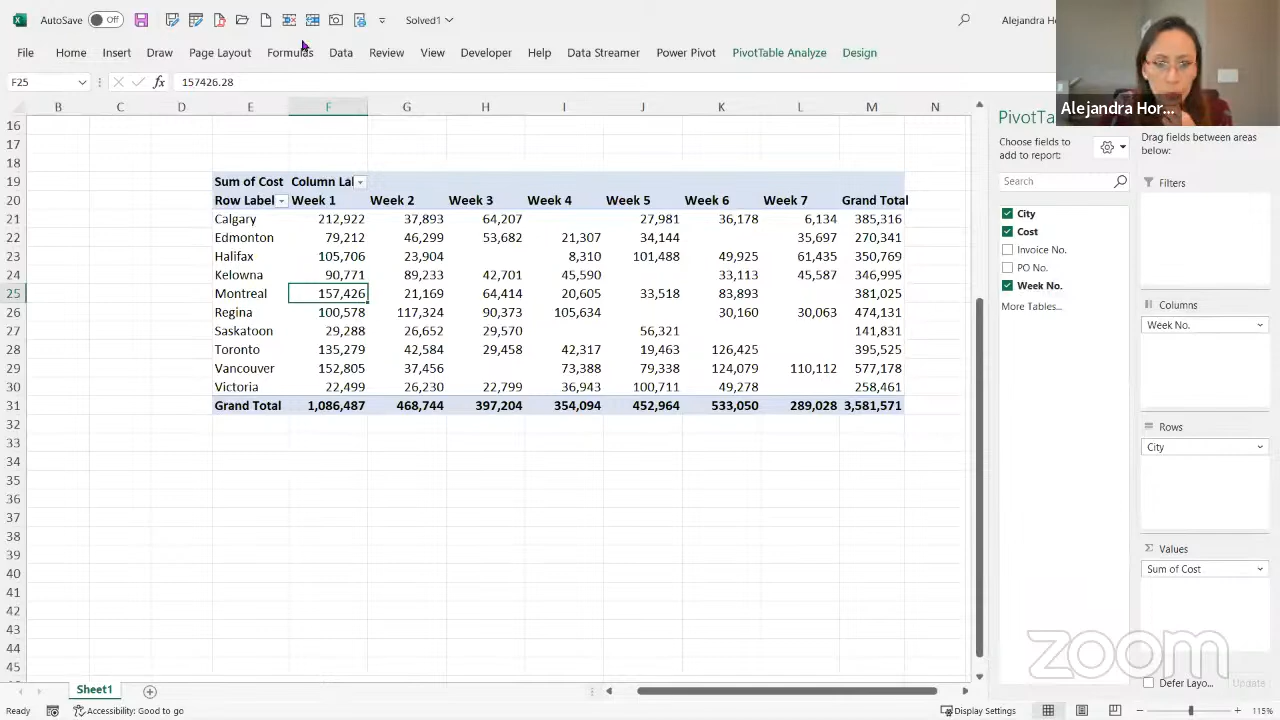 AutoSave Off Solved1 Alejandra Ho
File Home Insert Draw Page Layout Formulas Data Review View Developer Help Data Streamer Power Pivot PivotTable Analyze Design
F25 fx 157426.28
Alejandra Hor...
B C D E F G H I J K L M N
16
17
18
19 Sum of Cost Column Lal
20 Row Label Week 1 Week 2 Week 3 Week 4 Week 5 Week 6 Week 7 Grand Total
21 Calgary 212,922 37,893 64,207 27,981 36,178 6,134 385,316
22 Edmonton 79,212 46,299 53,682 21,307 34,144 35,697 270,341
23 Halifax 105,706 23,904 8,310 101,488 49,925 61,435 350,769
24 Kelowna 90,771 89,233 42,701 45,590 33,113 45,587 346,995
25 Montreal 157,426 21,169 64,414 20,605 33,518 83,893 381,025
26 Regina 100,578 117,324 90,373 105,634 30,160 30,063 474,131
27 Saskatoon 29,288 26,652 29,570 56,321 141,831
28 Toronto 135,279 42,584 29,458 42,317 19,463 126,425 395,525
29 Vancouver 152,805 37,456 73,388 79,338 124,079 110,112 577,178
30 Victoria 22,499 26,230 22,799 36,943 100,711 49,278 258,461
31 Grand Total 1,086,487 468,744 397,204 354,094 452,964 533,050 289,028 3,581,571
32
33
34
35
36
37
38
39
40
41
42
43
44
45
PivotTa
Choose fields to add to report:
Search
City
Cost
Invoice No.
PO No.
Week No.
More Tables...
Drag fields between areas below:
Filters
Columns
Week No.
Rows
City
Σ Values
Sum of Cost
zoom
Defer Layo... Update
Sheet1
Ready Accessibility: Good to go Display Settings 115%